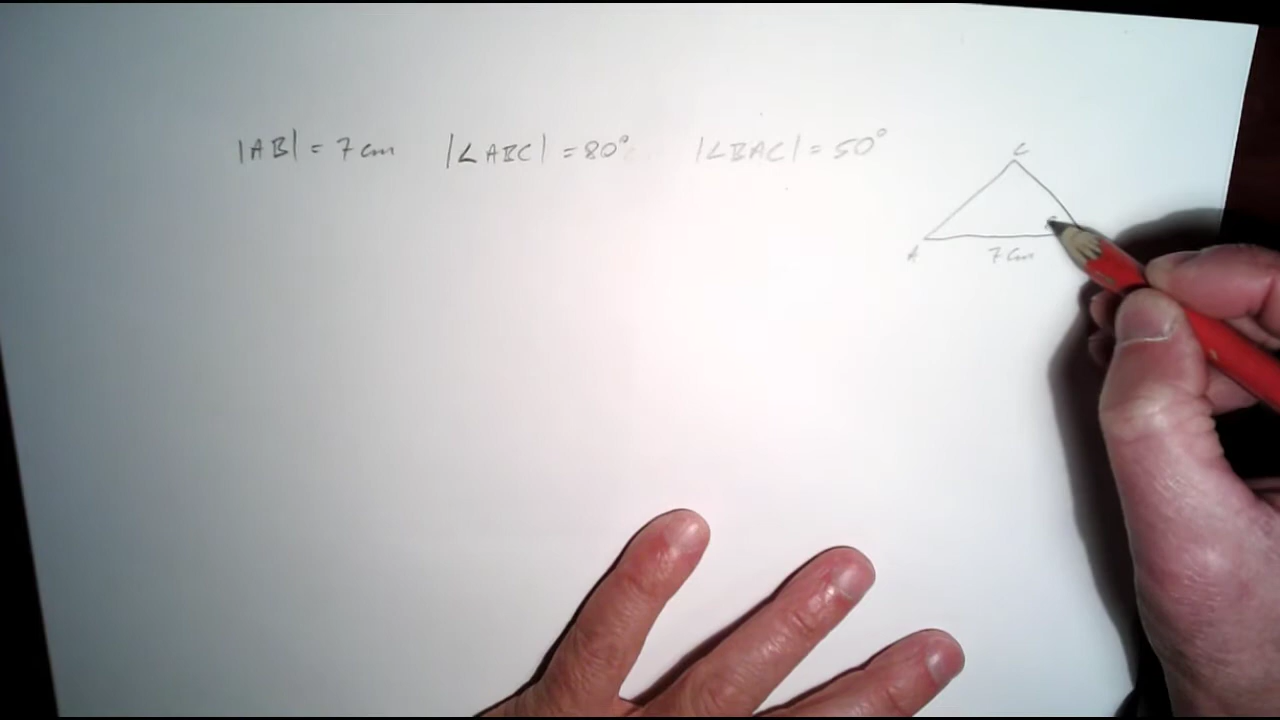 |AB| = 7cm |∠ABC| = 80° |∠BAC| = 50°
C
A
7cm